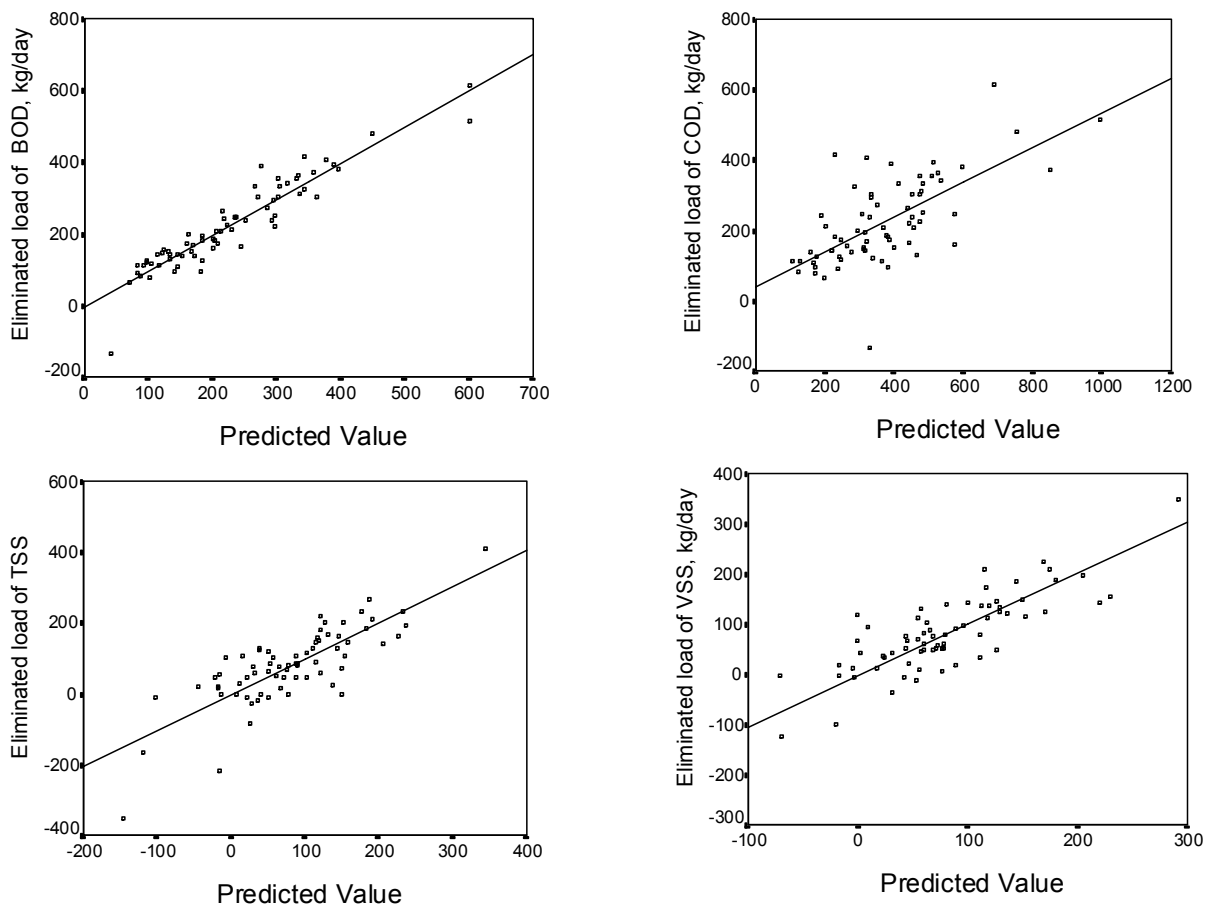 Eliminated load of BOD, kg/day
800
600
400
200
0
-200
0 100 200 300 400 500 600 700
Predicted Value
Eliminated load of COD, kg/day
800
600
400
200
0
-200
0 200 400 600 800 1000 1200
Predicted Value
Eliminated load of TSS
600
400
200
0
-200
-400
-200 -100 0 100 200 300 400
Predicted Value
Eliminated load of VSS, kg/day
400
300
200
100
0
-100
-200
-300
-100 0 100 200 300
Predicted Value